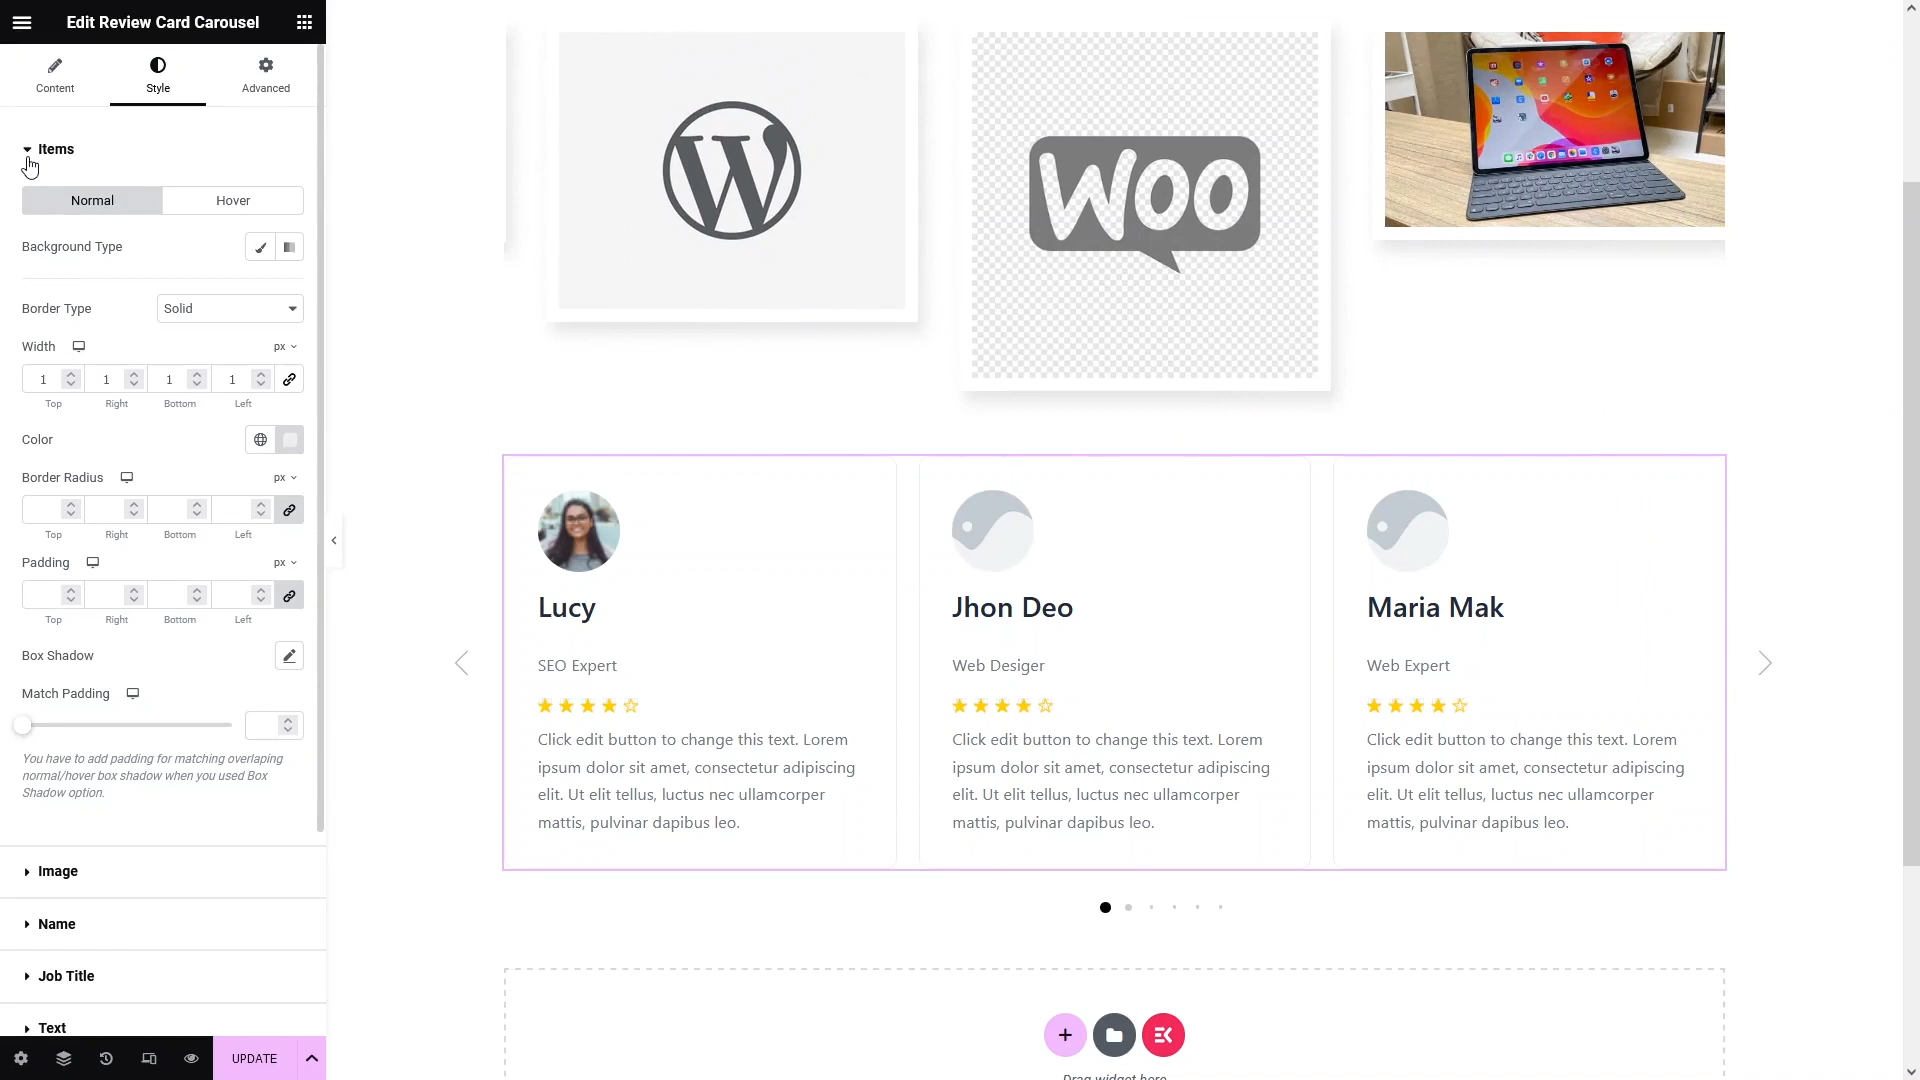 Edit Review Card Carousel
Content
Style
Advanced
Items
Normal
Hover
Background Type
Border Type
Solid
Width
px
1
1
1
1
Top
Right
Bottom
Left
Color
Border Radius
px
Top
Right
Bottom
Left
Padding
px
Top
Right
Bottom
Left
Box Shadow
Match Padding
You have to add padding for matching overlaping
normal/hover box shadow when you used Box
Shadow option.
Image
Name
Job Title
Text
UPDATE
W
Woo
Lucy
SEO Expert
Click edit button to change this text. Lorem
ipsum dolor sit amet, consectetur adipiscing
elit. Ut elit tellus, luctus nec ullamcorper
mattis, pulvinar dapibus leo.
Jhon Deo
Web Desiger
Click edit button to change this text. Lorem
ipsum dolor sit amet, consectetur adipiscing
elit. Ut elit tellus, luctus nec ullamcorper
mattis, pulvinar dapibus leo.
Maria Mak
Web Expert
Click edit button to change this text. Lorem
ipsum dolor sit amet, consectetur adipiscing
elit. Ut elit tellus, luctus nec ullamcorper
mattis, pulvinar dapibus leo.
Drag widget here